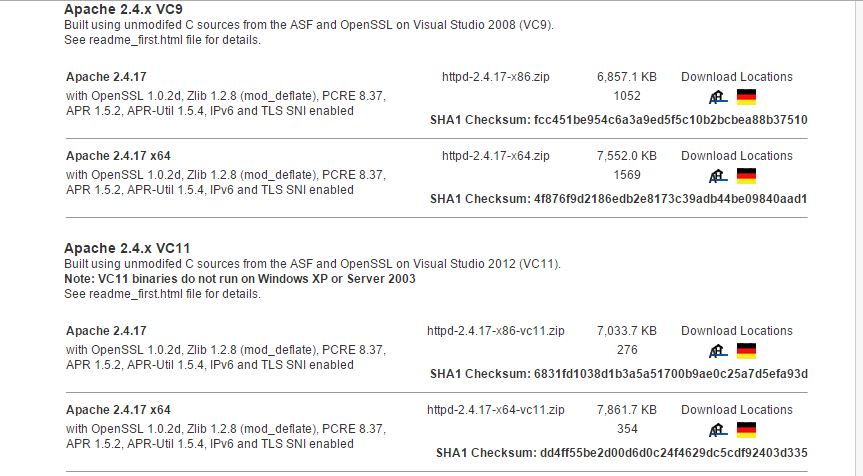 Apache 2.4.x VC9
Built using unmodifed C sources from the ASF and OpenSSL on Visual Studio 2008 (VC9).
See readme_first.html file for details.
Apache 2.4.17 httpd-2.4.17-x86.zip 6,857.1 KB Download Locations
with OpenSSL 1.0.2d, Zlib 1.2.8 (mod_deflate), PCRE 8.37, 1052
APR 1.5.2, APR-Util 1.5.4, IPv6 and TLS SNI enabled
SHA1 Checksum: fcc451be954c6a3a9ed5f5c10b2bcbea88b37510
Apache 2.4.17 x64 httpd-2.4.17-x64.zip 7,552.0 KB Download Locations
with OpenSSL 1.0.2d, Zlib 1.2.8 (mod_deflate), PCRE 8.37, 1569
APR 1.5.2, APR-Util 1.5.4, IPv6 and TLS SNI enabled
SHA1 Checksum: 4f876f9d2186edb2e8173c39adb44be09840aad1
Apache 2.4.x VC11
Built using unmodifed C sources from the ASF and OpenSSL on Visual Studio 2012 (VC11).
Note: VC11 binaries do not run on Windows XP or Server 2003
See readme_first.html file for details.
Apache 2.4.17 httpd-2.4.17-x86-vc11.zip 7,033.7 KB Download Locations
with OpenSSL 1.0.2d, Zlib 1.2.8 (mod_deflate), PCRE 8.37, 276
APR 1.5.2, APR-Util 1.5.4, IPv6 and TLS SNI enabled
SHA1 Checksum: 6831fd1038d1b3a5a51700b9ae0c25a7d5efa93d
Apache 2.4.17 x64 httpd-2.4.17-x64-vc11.zip 7,861.7 KB Download Locations
with OpenSSL 1.0.2d, Zlib 1.2.8 (mod_deflate), PCRE 8.37, 354
APR 1.5.2, APR-Util 1.5.4, IPv6 and TLS SNI enabled
SHA1 Checksum: dd4ff55be2d00d6d0c24f4629dc5cdf92403d335